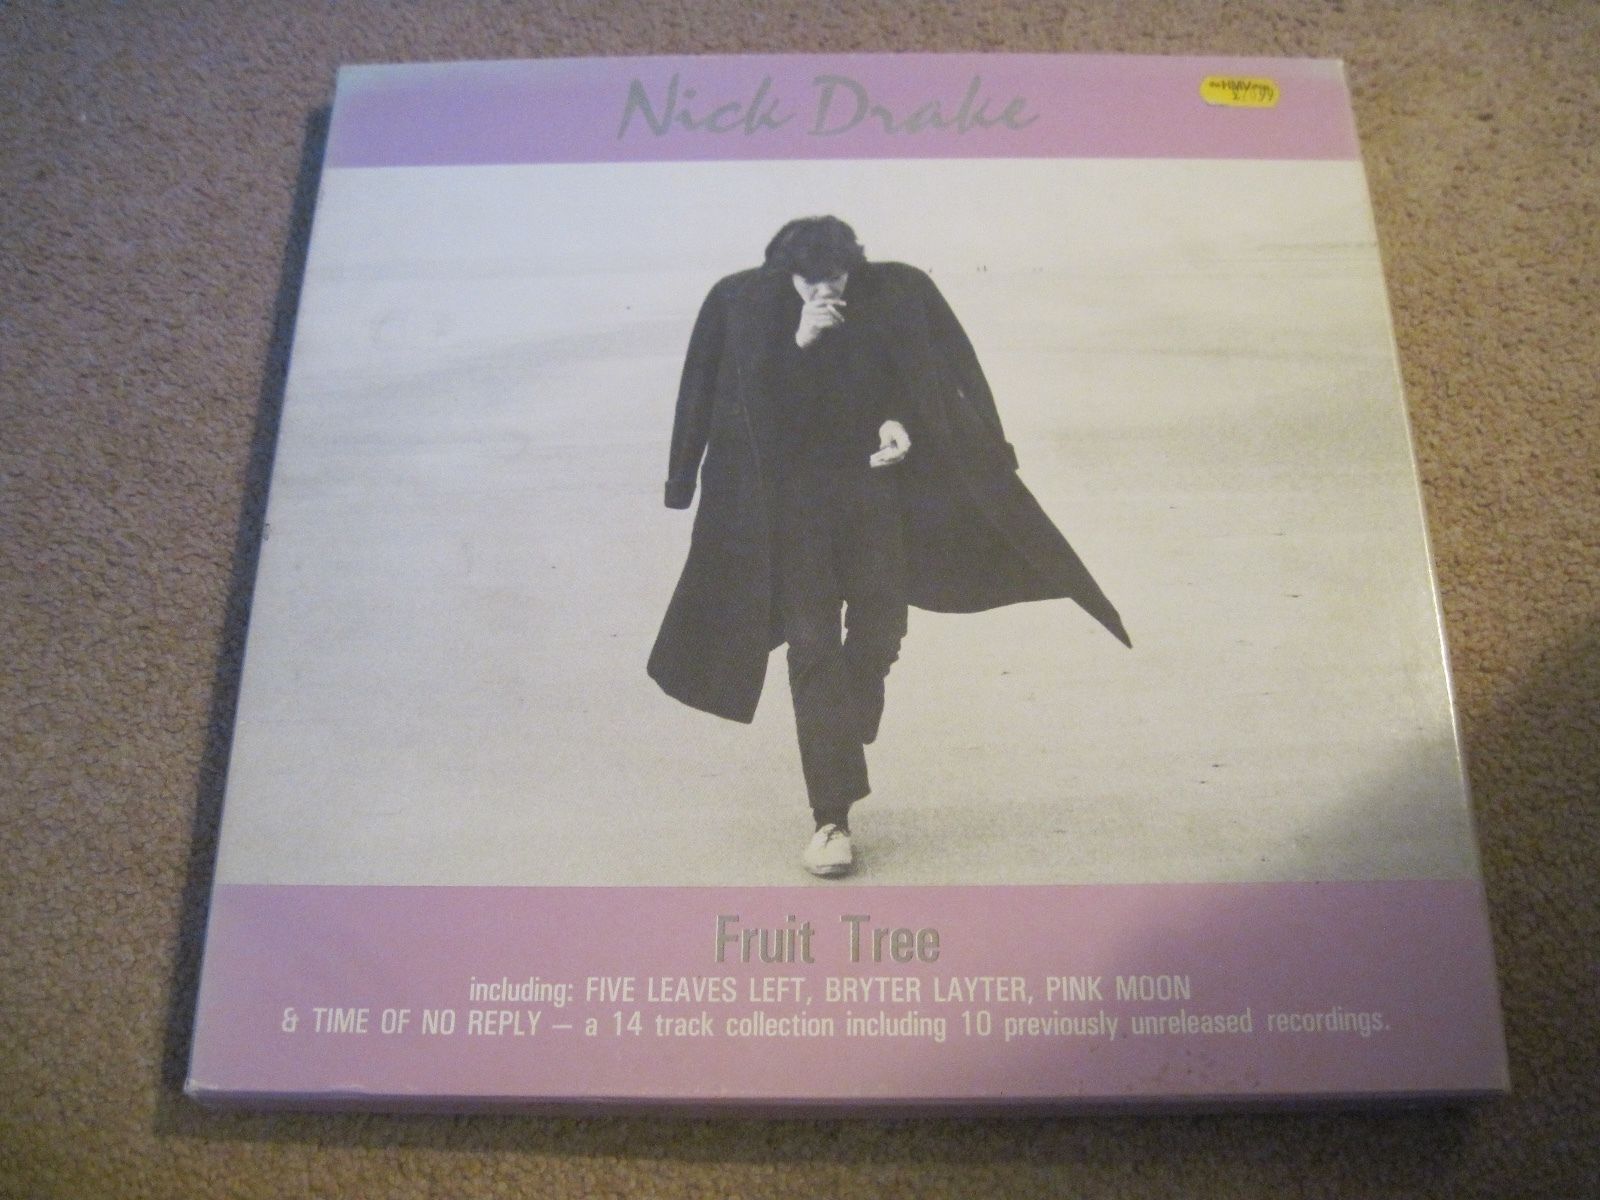 Nick Drake
HMV
Fruit Tree
including: FIVE LEAVES LEFT, BRYTER LAYTER, PINK MOON
& TIME OF NO REPLY – a 14 track collection including 10 previously unreleased recordings.